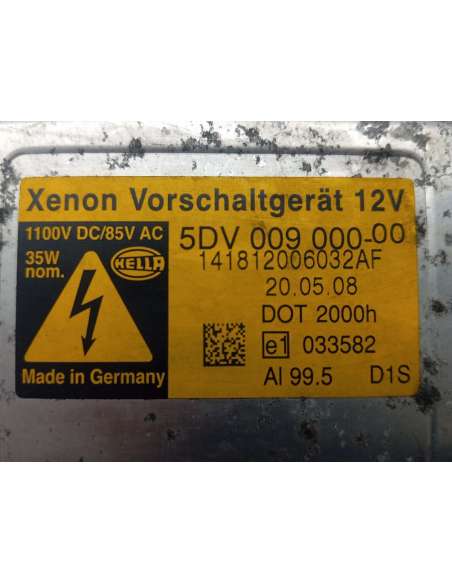 Xenon Vorschaltgerät 12V
1100V DC/85V AC
35W
nom.
HELLA
Made in Germany
5DV 009 000-00
141812006032AF
20.05.08
DOT 2000h
e1 033582
Al 99.5 D1S